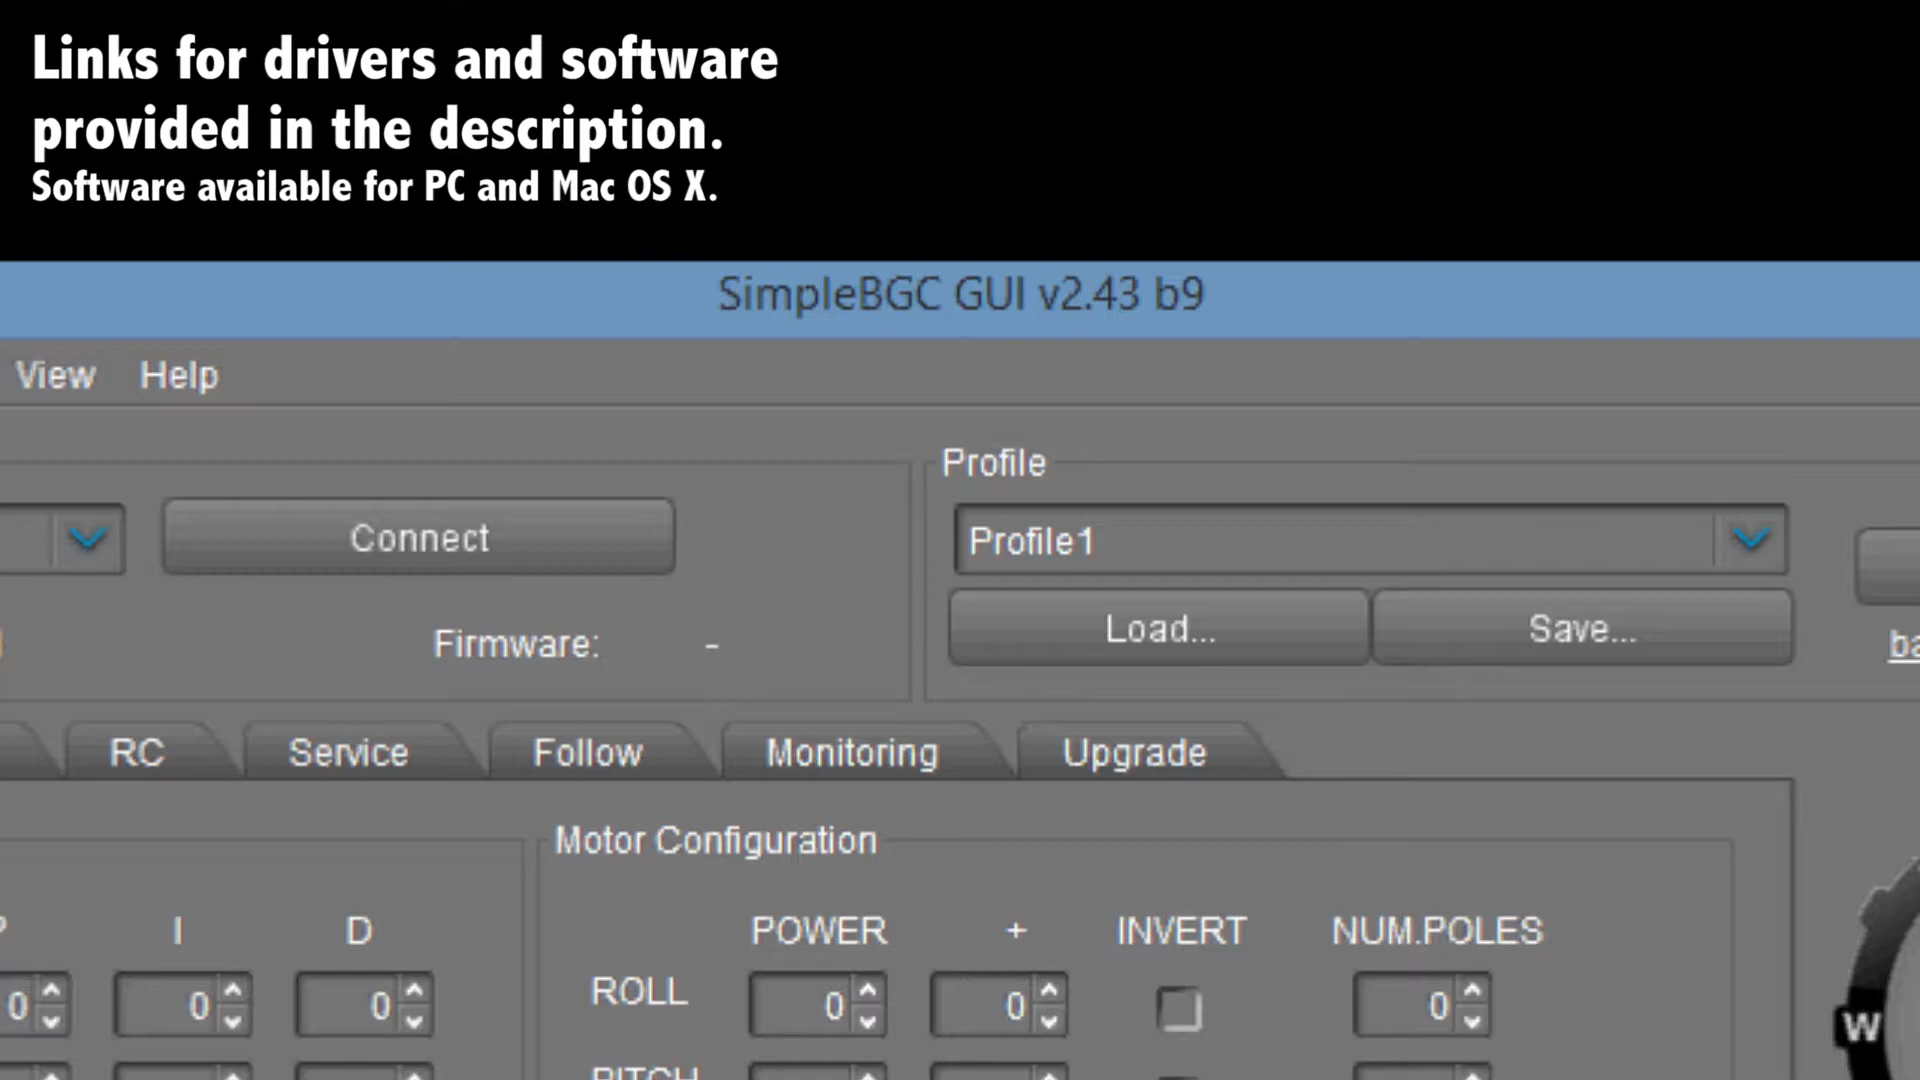 Links for drivers and software
provided in the description.
Software available for PC and Mac OS X.
SimpleBGC GUI v2.43 b9
View Help
Profile
Connect
Profile1
Load... Save...
Firmware: -
RC Service Follow Monitoring Upgrade
Motor Configuration
I D POWER + INVERT NUM.POLES
0 0 0 ROLL 0 0 0
W
PITCH